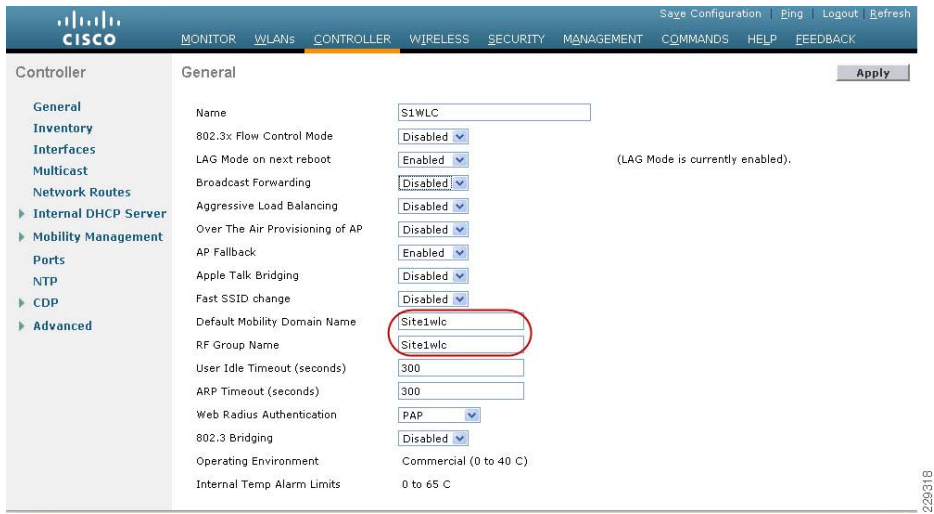 Save Configuration | Ping | Logout | Refresh
CISCO
MONITOR WLANs CONTROLLER WIRELESS SECURITY MANAGEMENT COMMANDS HELP FEEDBACK
Controller
General
Inventory
Interfaces
Multicast
Network Routes
Internal DHCP Server
Mobility Management
Ports
NTP
CDP
Advanced
General
Apply
Name S1WLC
802.3x Flow Control Mode Disabled
LAG Mode on next reboot Enabled (LAG Mode is currently enabled).
Broadcast Forwarding Disabled
Aggressive Load Balancing Disabled
Over The Air Provisioning of AP Disabled
AP Fallback Enabled
Apple Talk Bridging Disabled
Fast SSID change Disabled
Default Mobility Domain Name Site1wlc
RF Group Name Site1wlc
User Idle Timeout (seconds) 300
ARP Timeout (seconds) 300
Web Radius Authentication PAP
802.3 Bridging Disabled
Operating Environment Commercial (0 to 40 C)
Internal Temp Alarm Limits 0 to 65 C
229318